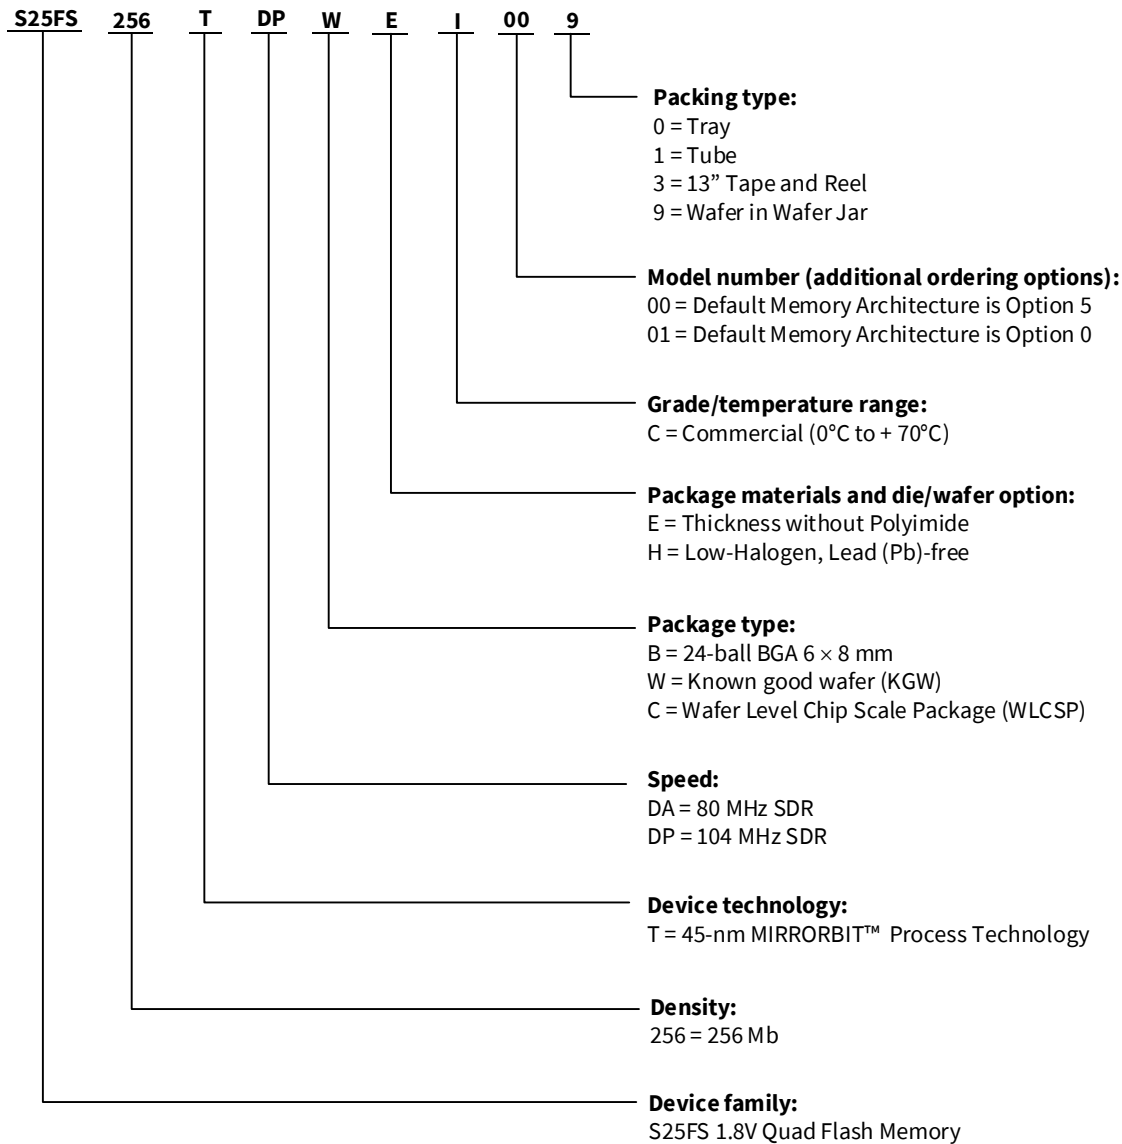 S25FS 256 T DP W E I 00 9
Packing type:
0 = Tray
1 = Tube
3 = 13” Tape and Reel
9 = Wafer in Wafer Jar
Model number (additional ordering options):
00 = Default Memory Architecture is Option 5
01 = Default Memory Architecture is Option 0
Grade/temperature range:
C = Commercial (0°C to + 70°C)
Package materials and die/wafer option:
E = Thickness without Polyimide
H = Low-Halogen, Lead (Pb)-free
Package type:
B = 24-ball BGA 6 × 8 mm
W = Known good wafer (KGW)
C = Wafer Level Chip Scale Package (WLCSP)
Speed:
DA = 80 MHz SDR
DP = 104 MHz SDR
Device technology:
T = 45-nm MIRRORBIT™ Process Technology
Density:
256 = 256 Mb
Device family:
S25FS 1.8V Quad Flash Memory